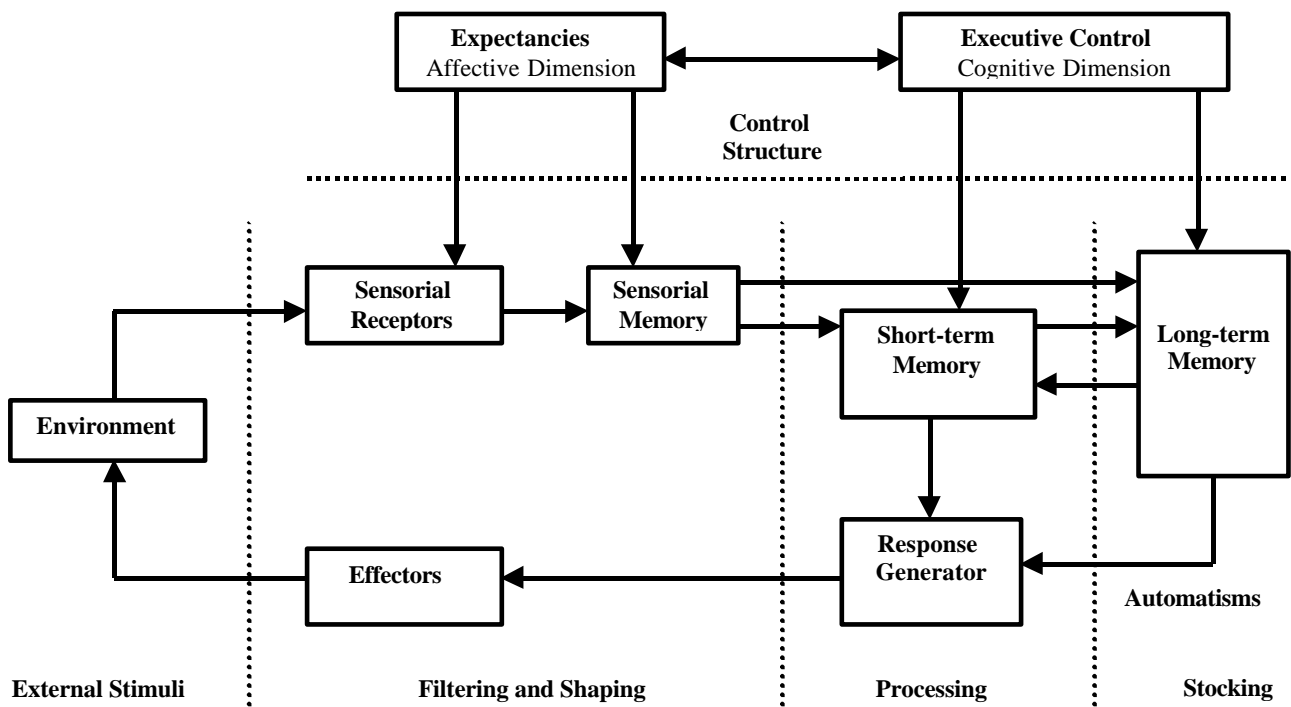 Expectancies
Affective Dimension
Executive Control
Cognitive Dimension
Control
Structure
Sensorial
Receptors
Sensorial
Memory
Short-term
Memory
Long-term
Memory
Environment
Effectors
Response
Generator
Automatisms
External Stimuli
Filtering and Shaping
Processing
Stocking